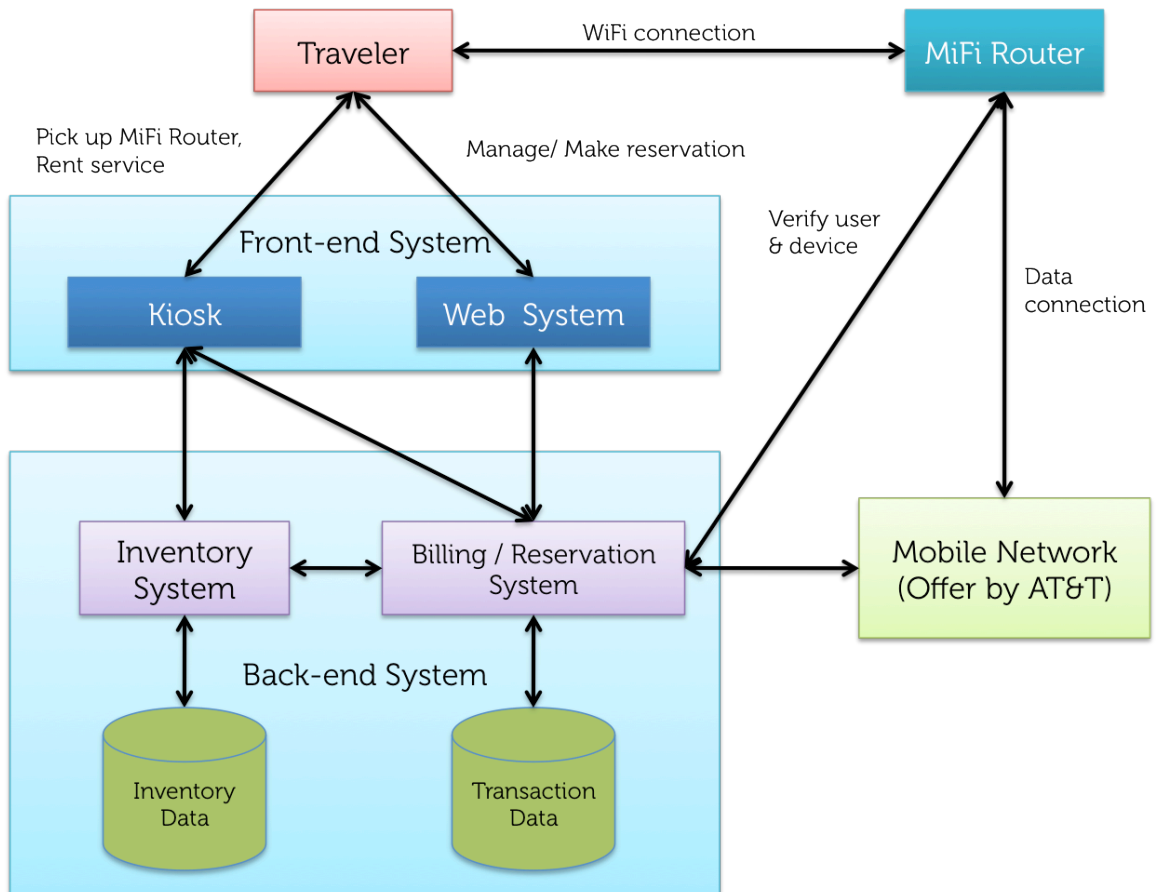 Traveler
WiFi connection
MiFi Router
Pick up MiFi Router,
Rent service
Manage/ Make reservation
Verify user
& device
Data
connection
Front-end System
Kiosk
Web System
Inventory
System
Billing / Reservation
System
Mobile Network
(Offer by AT&T)
Back-end System
Inventory
Data
Transaction
Data